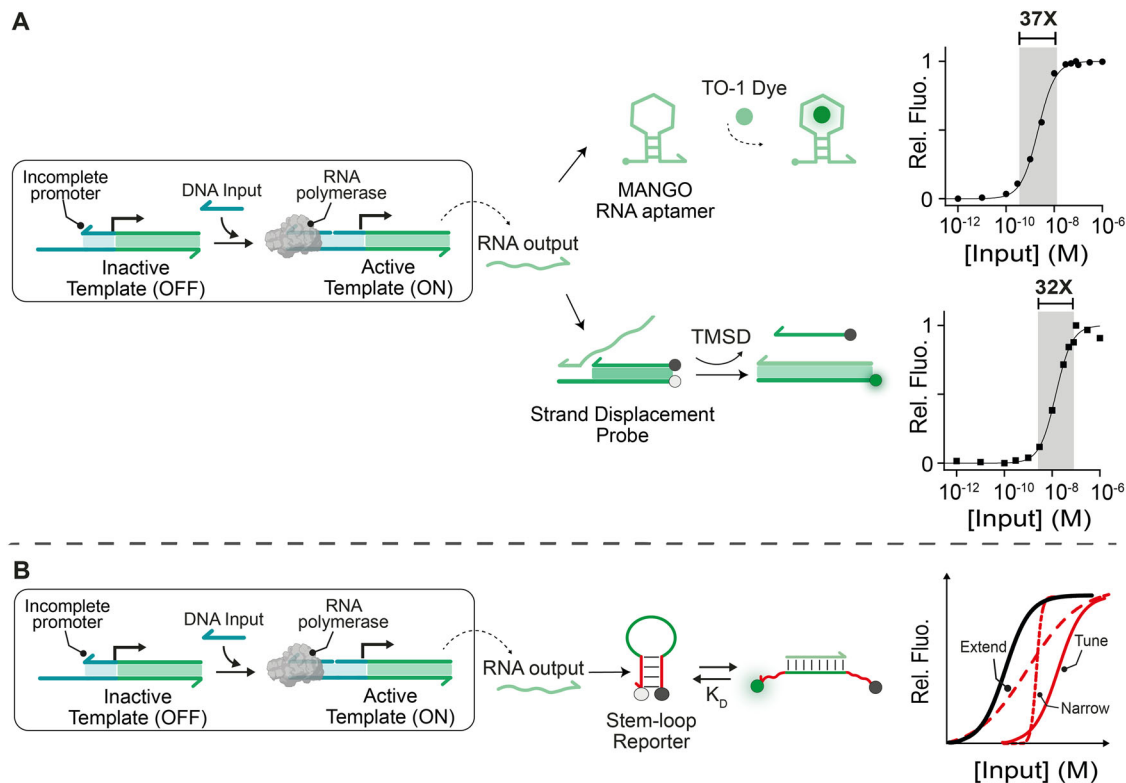 A
Incomplete
promoter
DNA Input
RNA
polymerase
Inactive
Template (OFF)
Active
Template (ON)
RNA output
MANGO
RNA aptamer
TO-1 Dye
37X
Rel. Fluo.
1
0
10-12 10-10 10-8 10-6
[Input] (M)
Strand Displacement
Probe
TMSD
32X
Rel. Fluo.
1
0
10-12 10-10 10-8 10-6
[Input] (M)
B
Incomplete
promoter
DNA Input
RNA
polymerase
Inactive
Template (OFF)
Active
Template (ON)
RNA output
Stem-loop
Reporter
KD
Rel. Fluo.
Extend
Tune
Narrow
[Input] (M)